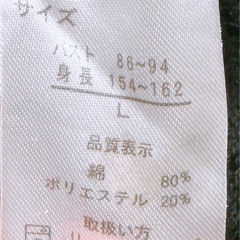 サイズ
バスト 86~94
身長 154~162
L
品質表示
綿 80%
ポリエステル 20%
取扱い方